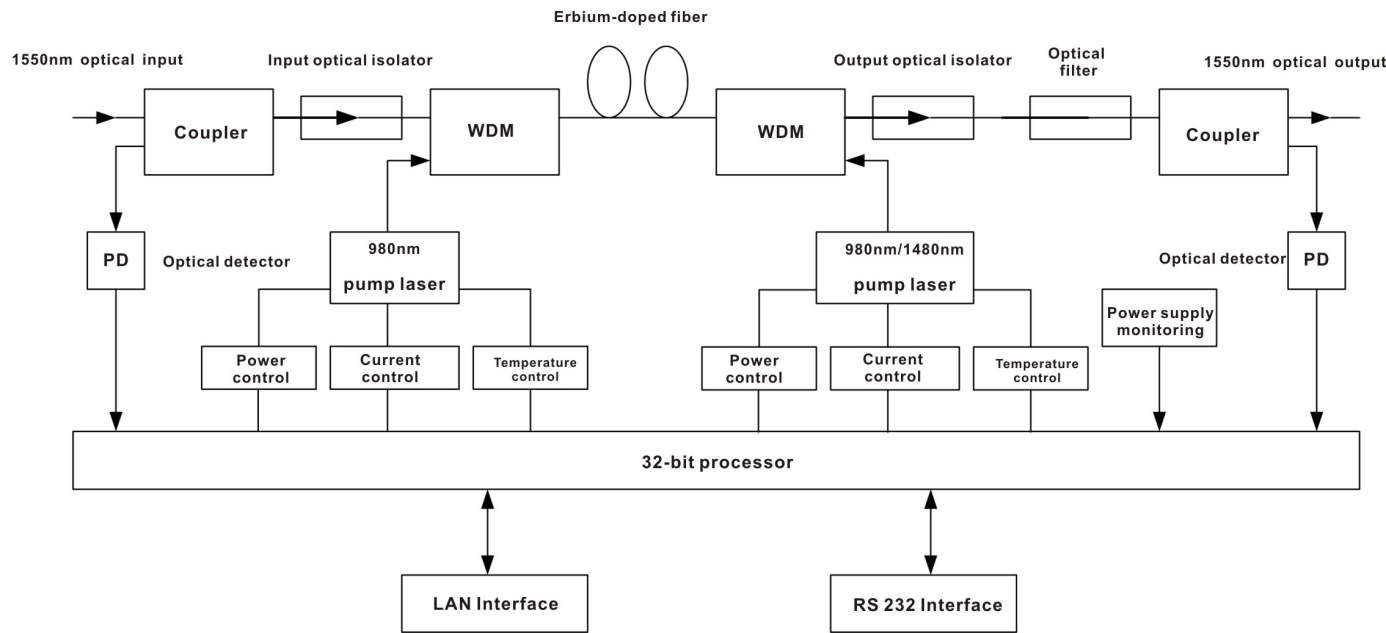 Erbium-doped fiber
1550nm optical input
Input optical isolator
Output optical isolator
Optical
filter
1550nm optical output
Coupler
WDM
WDM
Coupler
PD
Optical detector
980nm
pump laser
980nm/1480nm
pump laser
Optical detector
PD
Power supply
monitoring
Power
control
Current
control
Temperature
control
Power
control
Current
control
Temperature
control
32-bit processor
LAN Interface
RS 232 Interface